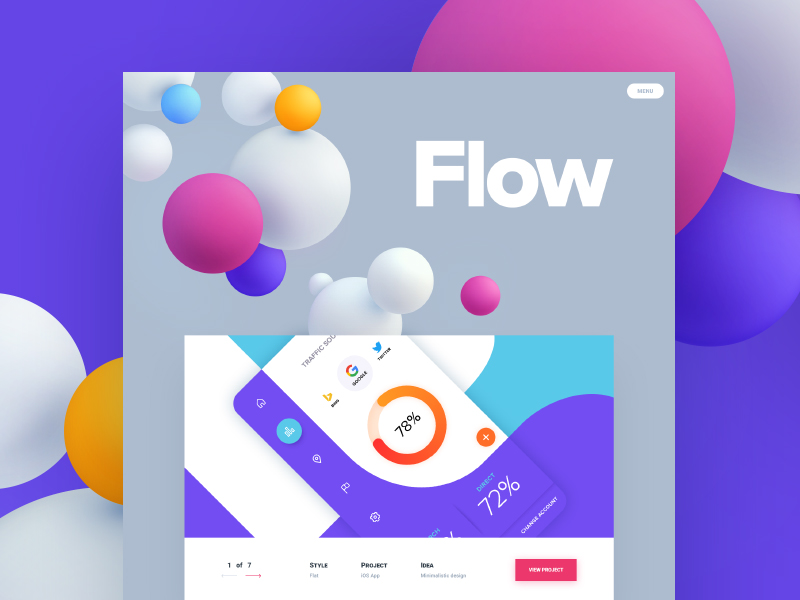 MENU
Flow
TRAFFIC SOU
TWITTER
GOOGLE
BING
78%
DIRECT
72%
CHANGE ACCOUNT
RCH
%
1 of 7
STYLE
Flat
PROJECT
iOS App
IDEA
Minimalistic design
VIEW PROJECT